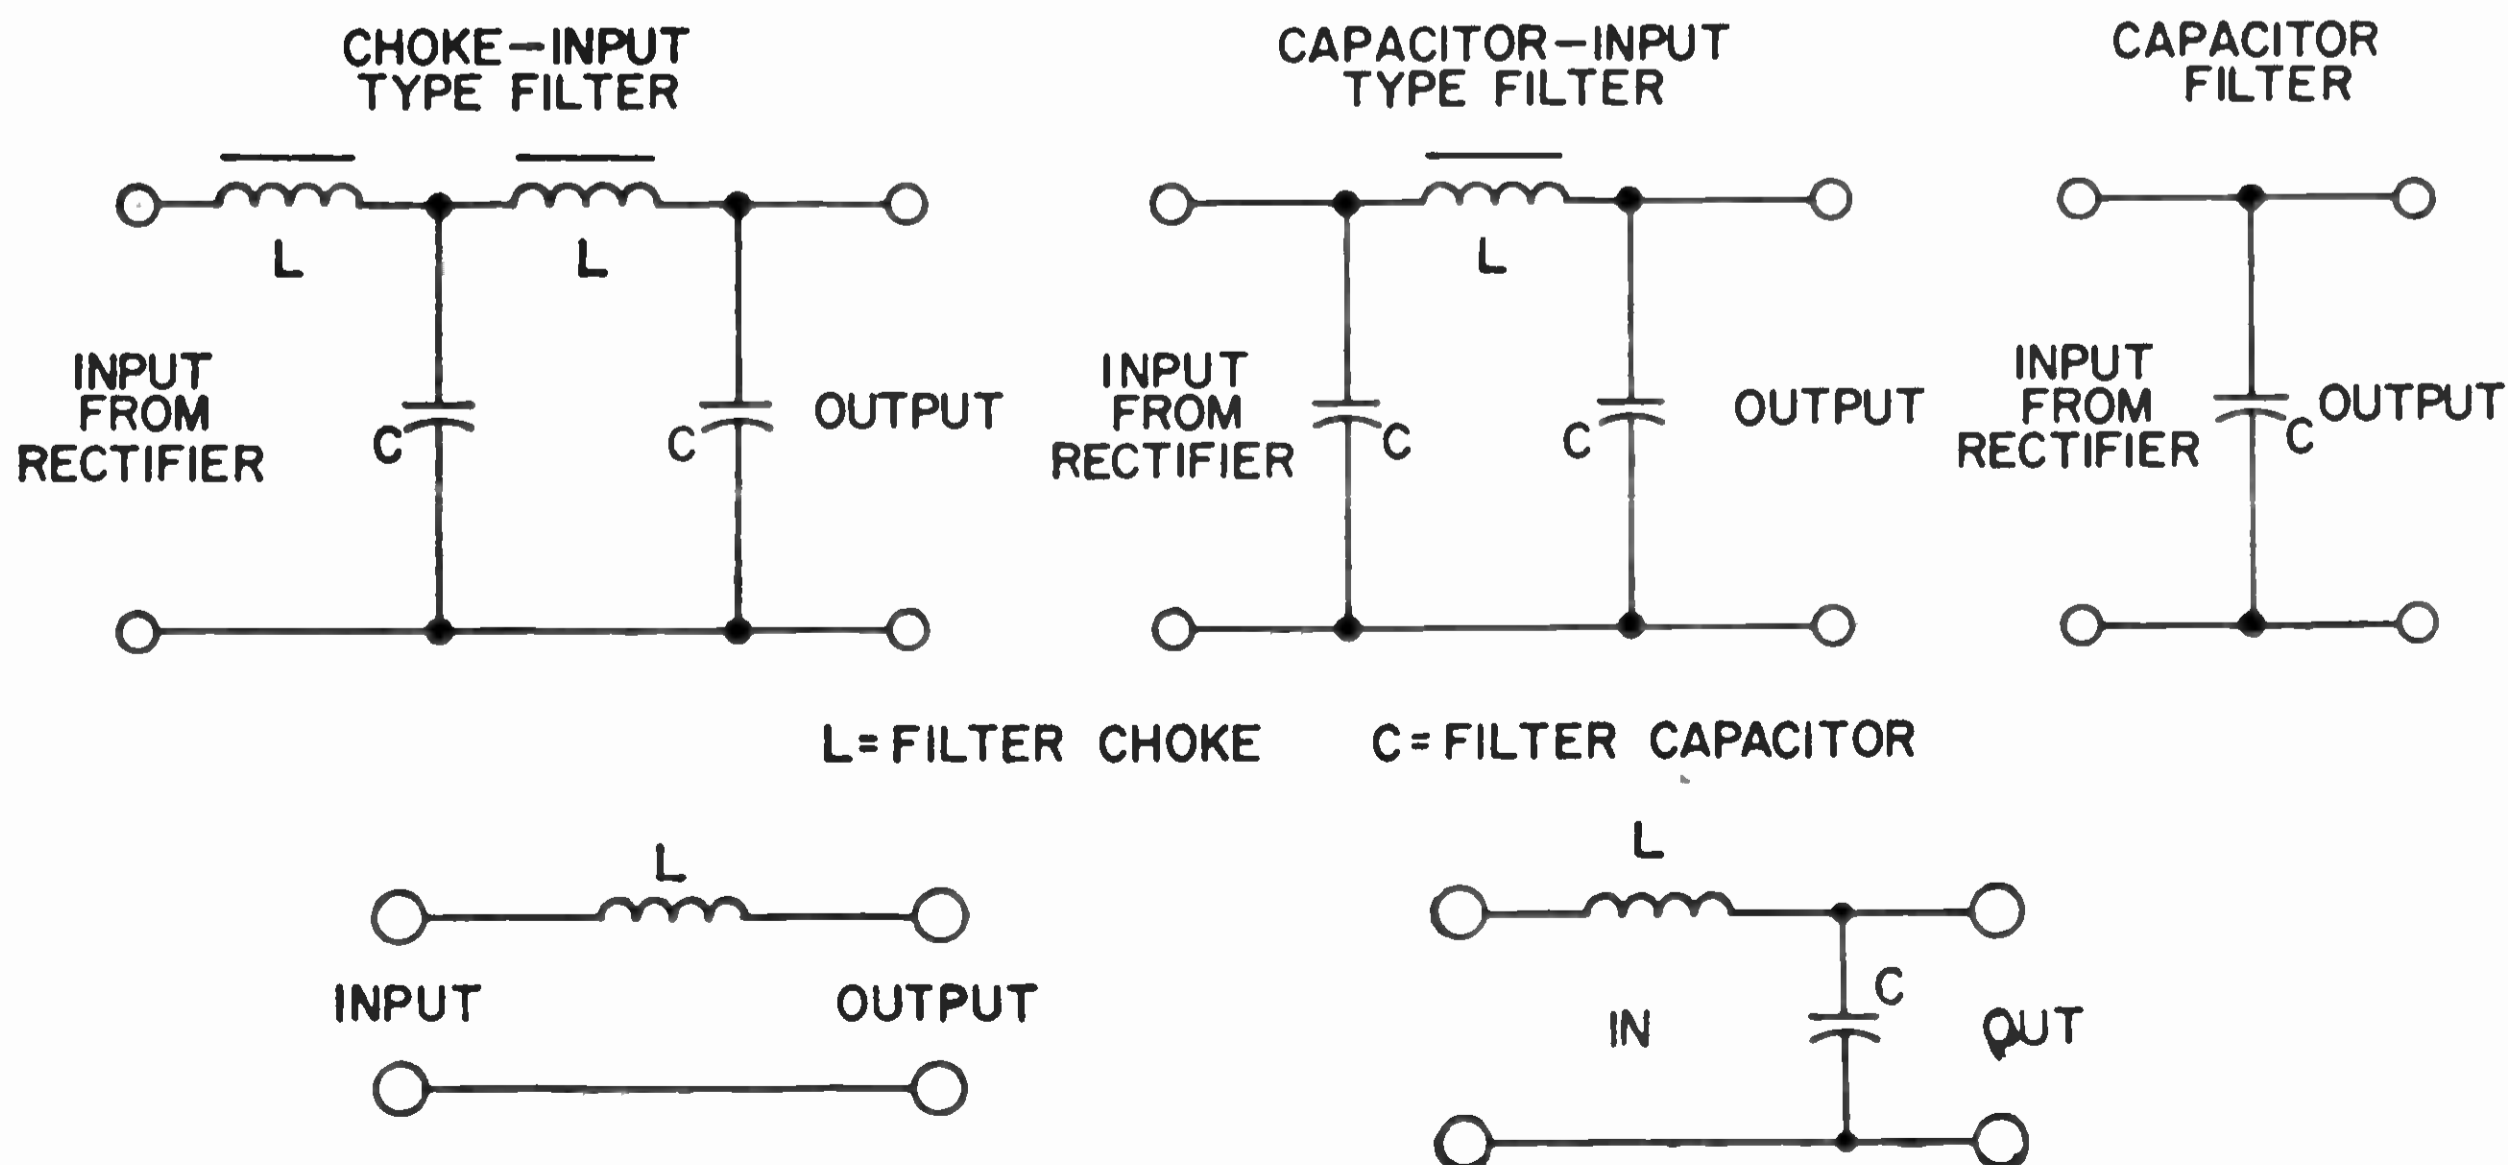 CHOKE-INPUT
TYPE FILTER
L
L
INPUT
FROM
RECTIFIER
C
C
OUTPUT
CAPACITOR-INPUT
TYPE FILTER
L
INPUT
FROM
RECTIFIER
C
C
OUTPUT
CAPACITOR
FILTER
INPUT
FROM
RECTIFIER
C
OUTPUT
L=FILTER CHOKE
C=FILTER CAPACITOR
L
INPUT
OUTPUT
L
C
IN
OUT